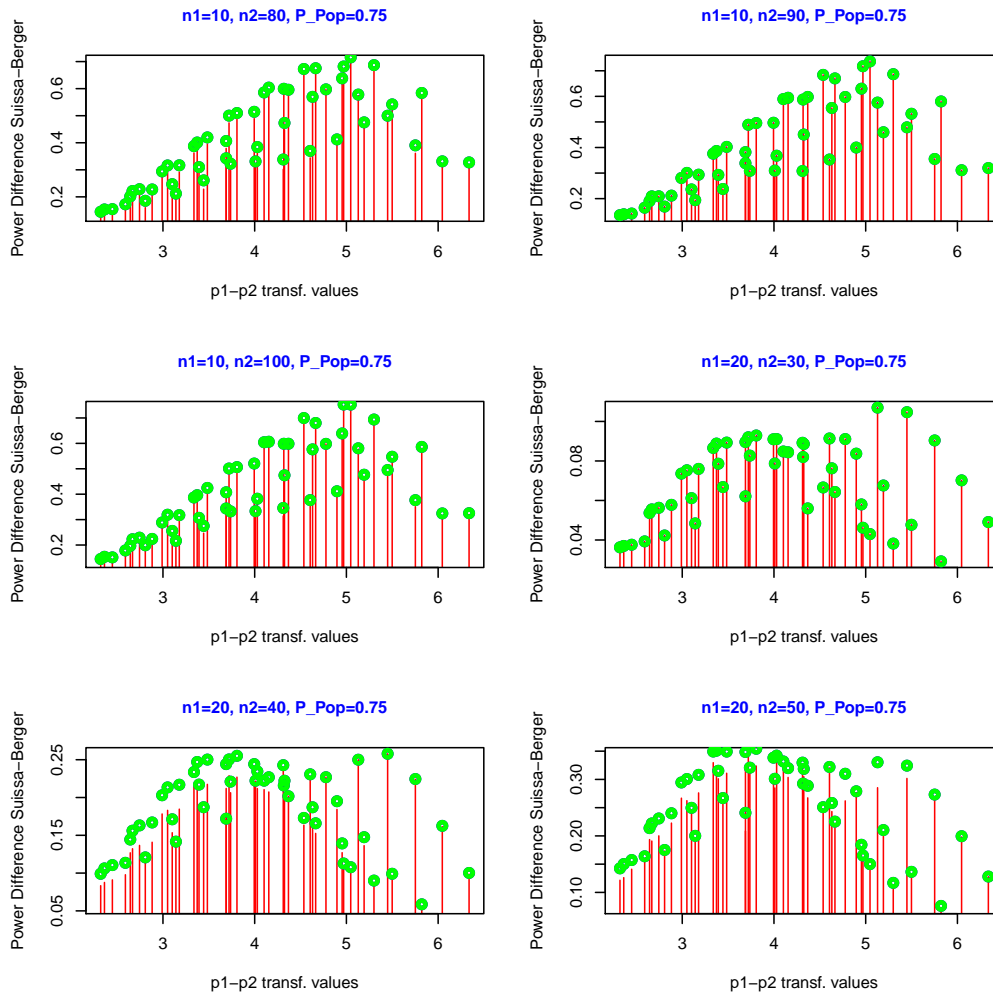 n1=10, n2=80, P_Pop=0.75
Power Difference Suissa−Berger
0.2 0.4 0.6
3 4 5 6
p1−p2 transf. values
n1=10, n2=90, P_Pop=0.75
Power Difference Suissa−Berger
0.2 0.4 0.6
3 4 5 6
p1−p2 transf. values
n1=10, n2=100, P_Pop=0.75
Power Difference Suissa−Berger
0.2 0.4 0.6
3 4 5 6
p1−p2 transf. values
n1=20, n2=30, P_Pop=0.75
Power Difference Suissa−Berger
0.04 0.08
3 4 5 6
p1−p2 transf. values
n1=20, n2=40, P_Pop=0.75
Power Difference Suissa−Berger
0.05 0.15 0.25
3 4 5 6
p1−p2 transf. values
n1=20, n2=50, P_Pop=0.75
Power Difference Suissa−Berger
0.10 0.20 0.30
3 4 5 6
p1−p2 transf. values